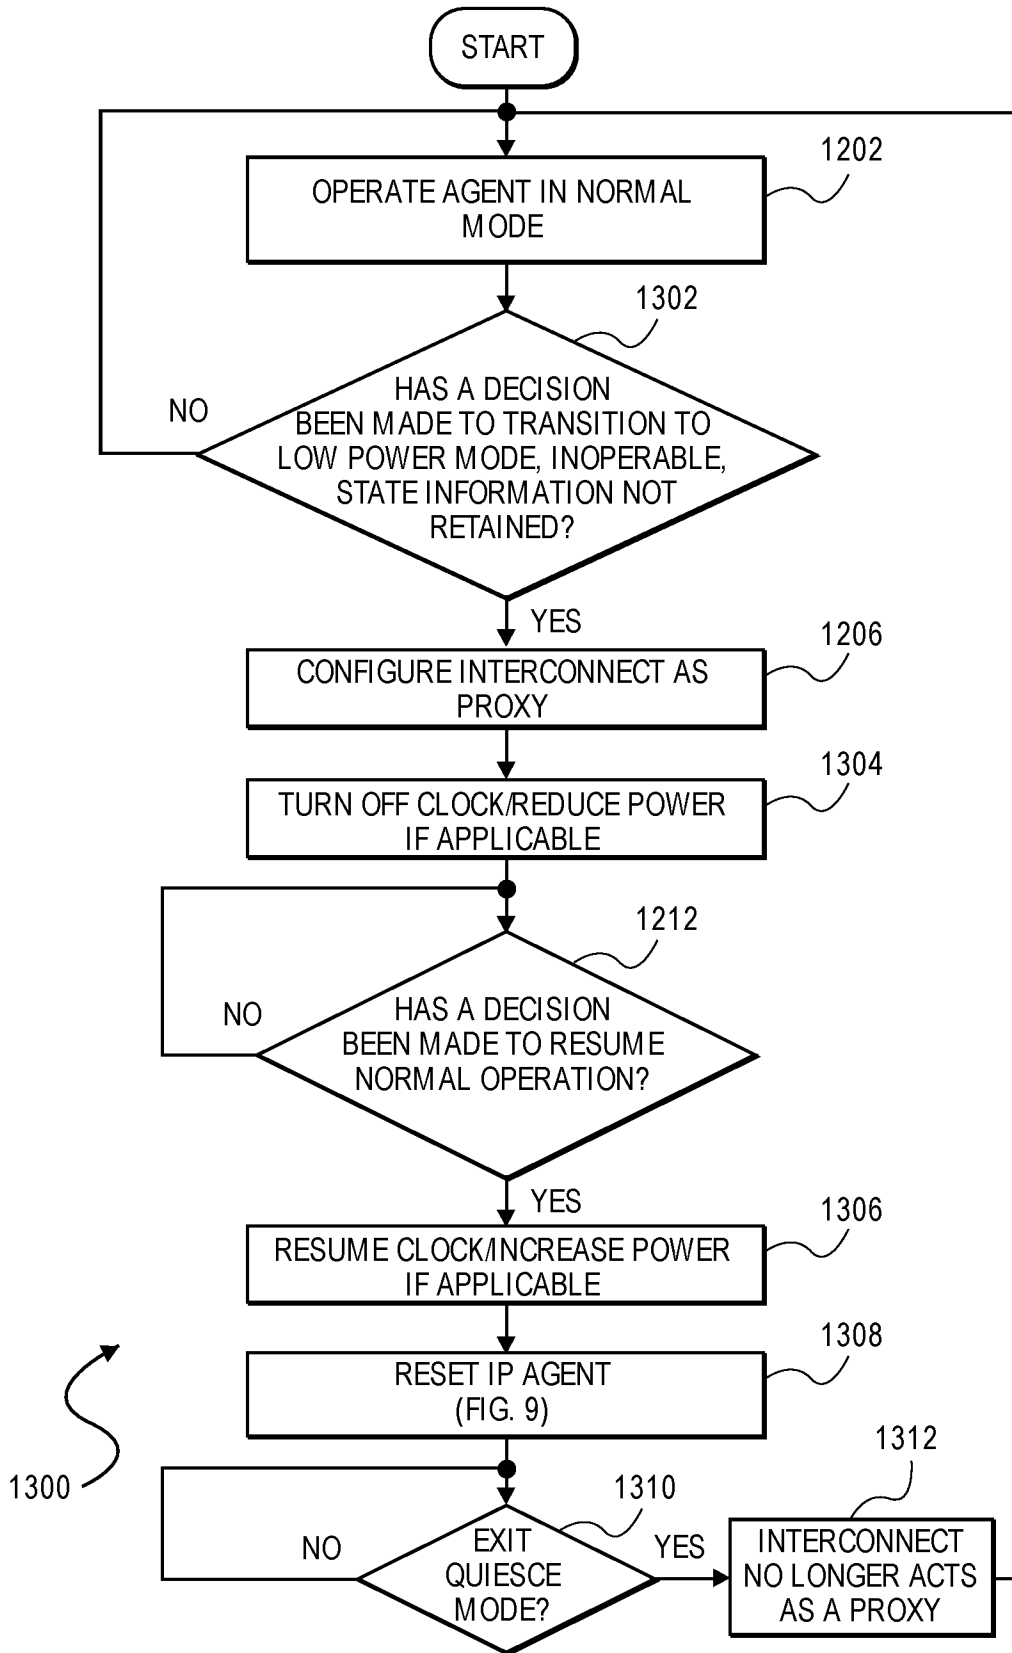 START
1202
OPERATE AGENT IN NORMAL
MODE
1302
HAS A DECISION
BEEN MADE TO TRANSITION TO
LOW POWER MODE, INOPERABLE,
STATE INFORMATION NOT
RETAINED?
NO
YES
1206
CONFIGURE INTERCONNECT AS
PROXY
1304
TURN OFF CLOCK/REDUCE POWER
IF APPLICABLE
1212
HAS A DECISION
BEEN MADE TO RESUME
NORMAL OPERATION?
NO
YES
1306
RESUME CLOCK/INCREASE POWER
IF APPLICABLE
1308
RESET IP AGENT
(FIG. 9)
1300
1310
EXIT
QUIESCE
MODE?
NO
YES
1312
INTERCONNECT
NO LONGER ACTS
AS A PROXY